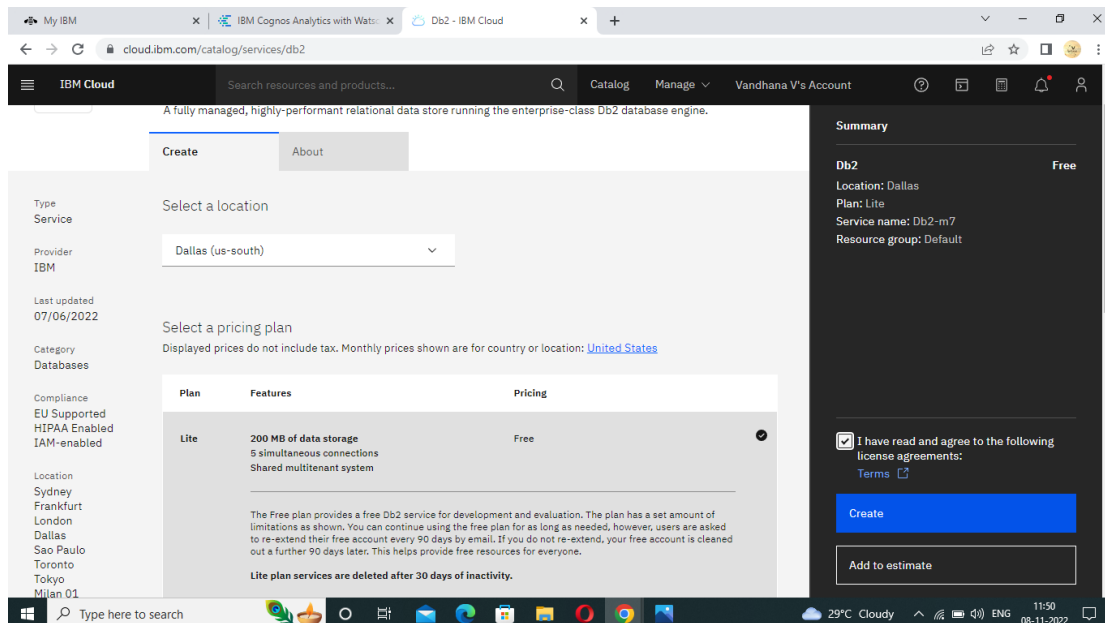 My IBM
IBM Cognos Analytics with Watso
Db2 - IBM Cloud
cloud.ibm.com/catalog/services/db2
IBM Cloud
Search resources and products...
Catalog
Manage
Vandhana V's Account
A fully managed, highly-performant relational data store running the enterprise-class Db2 database engine.
Create
About
Type
Service
Provider
IBM
Last updated
07/06/2022
Category
Databases
Compliance
EU Supported
HIPAA Enabled
IAM-enabled
Location
Sydney
Frankfurt
London
Dallas
Sao Paulo
Toronto
Tokyo
Milan 01
Select a location
Dallas (us-south)
Select a pricing plan
Displayed prices do not include tax. Monthly prices shown are for country or location: United States
Plan Features Pricing
Lite 200 MB of data storage Free
5 simultaneous connections
Shared multitenant system
The Free plan provides a free Db2 service for development and evaluation. The plan has a set amount of
limitations as shown. You can continue using the free plan for as long as needed, however, users are asked
to re-extend their free account every 90 days by email. If you do not re-extend, your free account is cleaned
out a further 90 days later. This helps provide free resources for everyone.
Lite plan services are deleted after 30 days of inactivity.
Summary
Db2 Free
Location: Dallas
Plan: Lite
Service name: Db2-m7
Resource group: Default
I have read and agree to the following
license agreements:
Terms
Create
Add to estimate
Type here to search
29°C Cloudy
ENG
11:50
08-11-2022